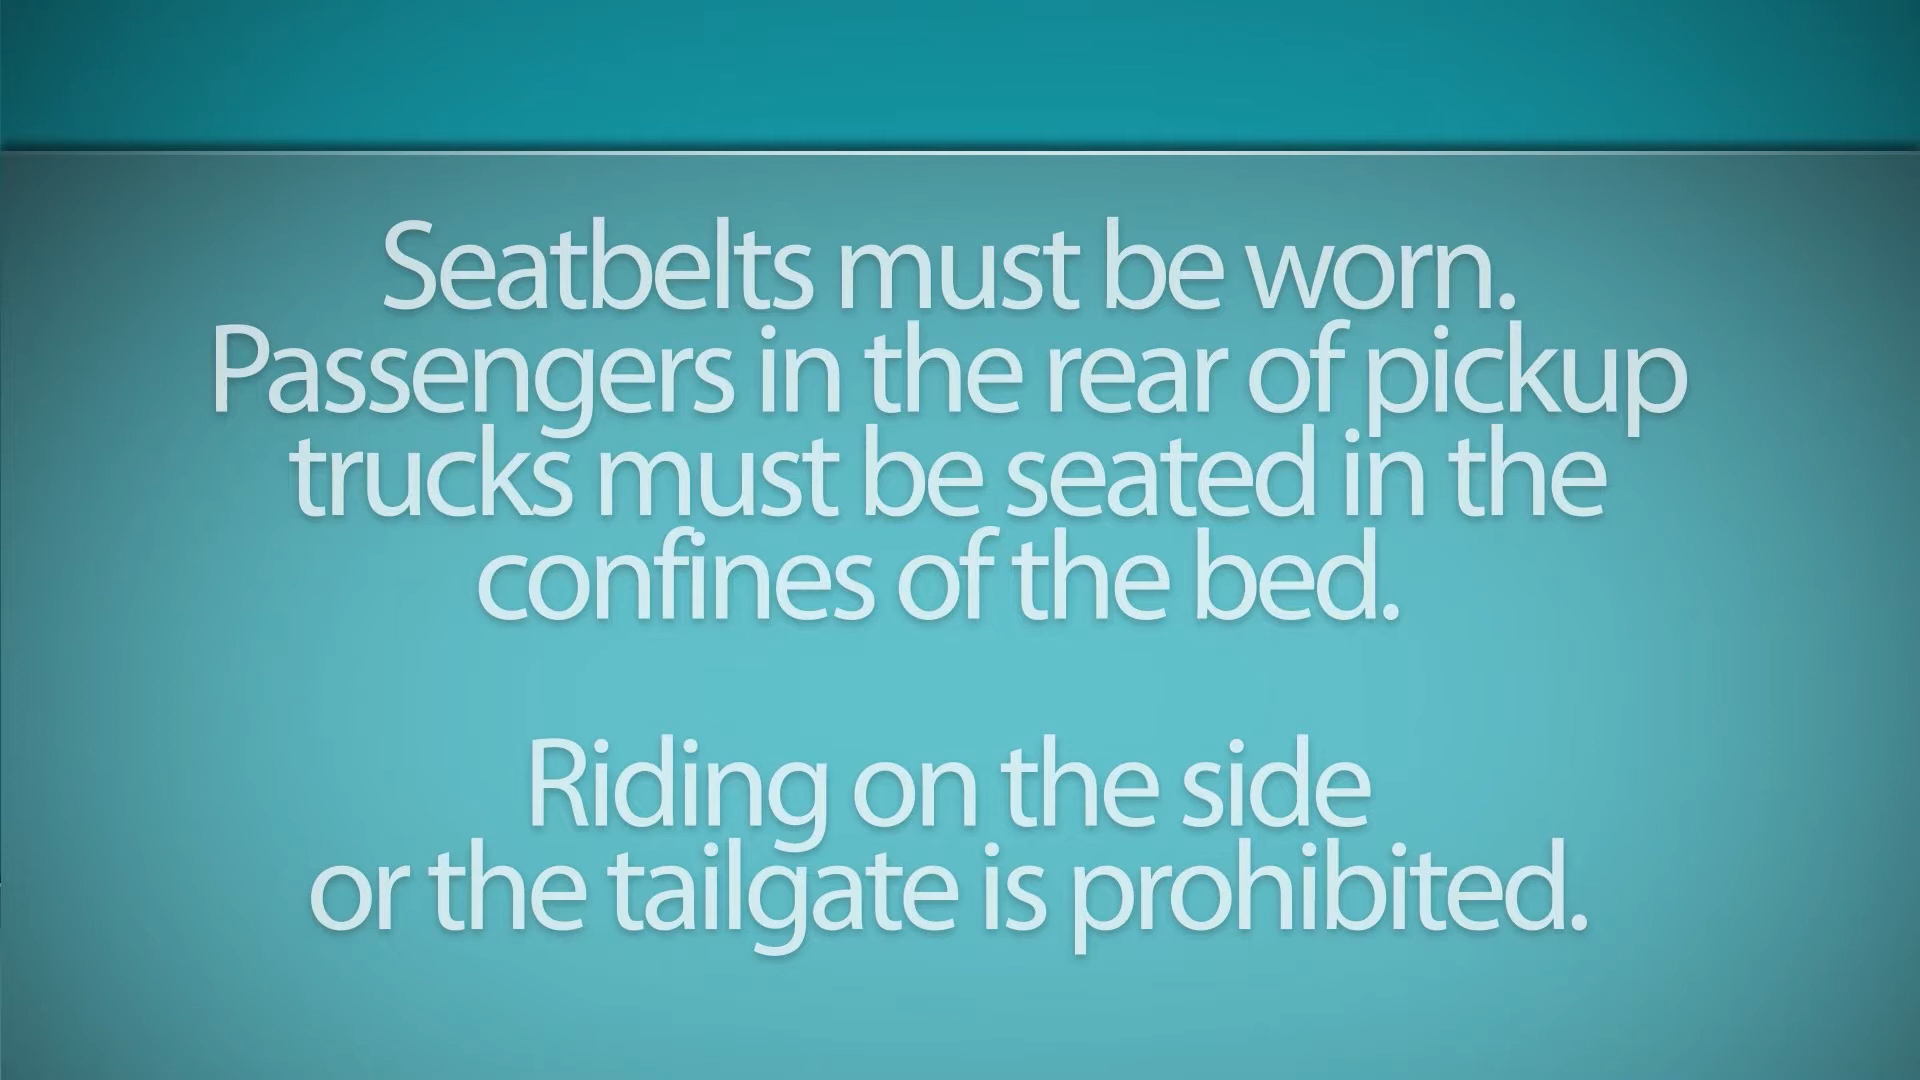 Seatbelts must be worn.
Passengers in the rear of pickup
trucks must be seated in the
confines of the bed.
Riding on the side
or the tailgate is prohibited.